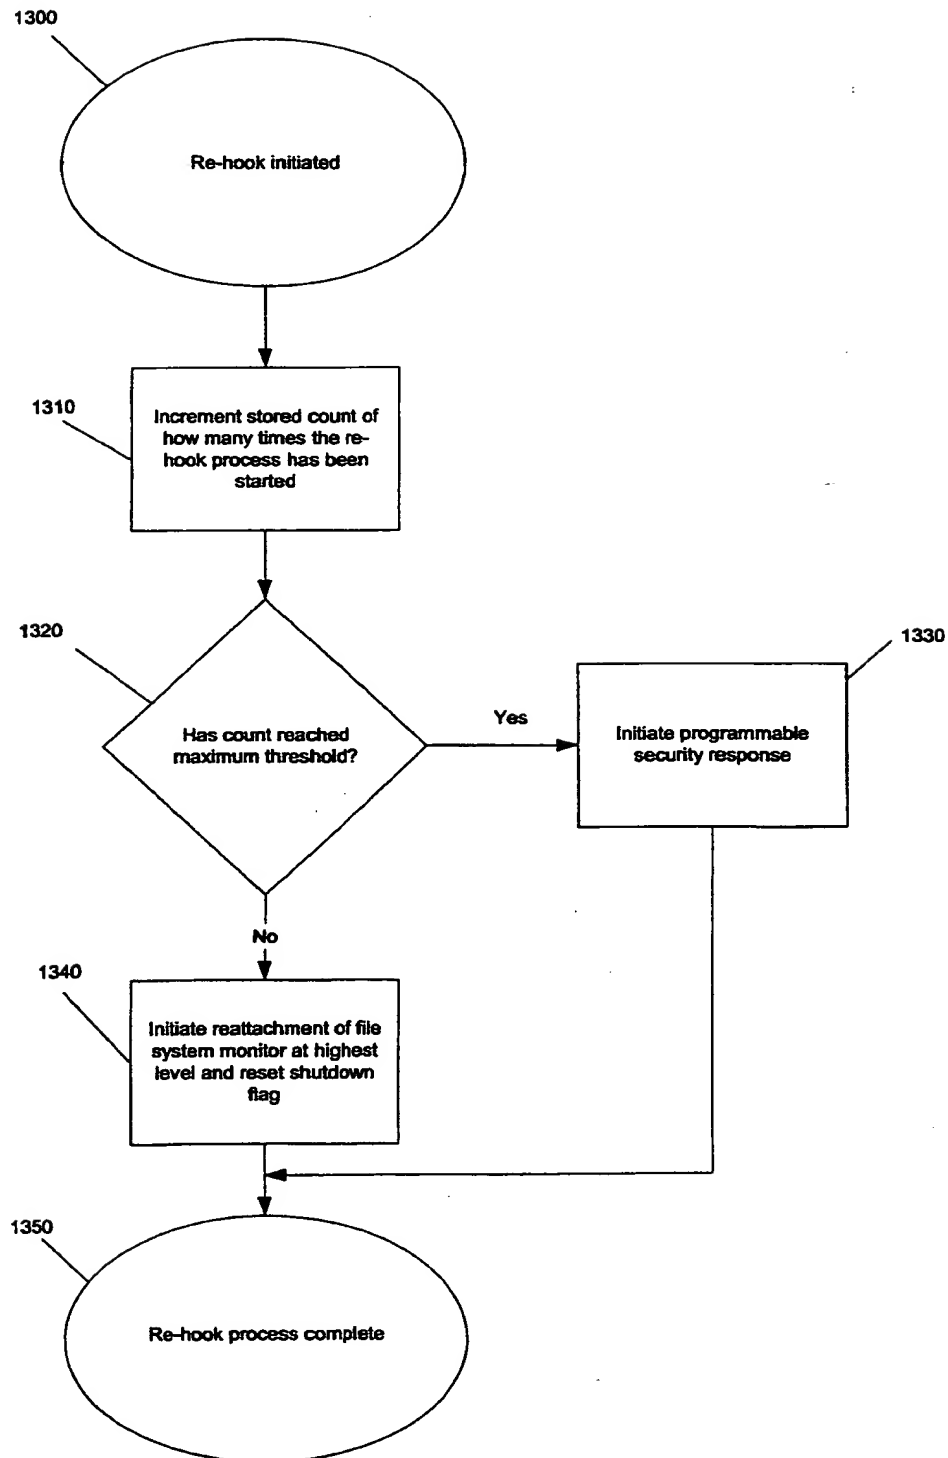 1300
Re-hook initiated
1310
Increment stored count of
how many times the re-
hook process has been
started
1320
Has count reached
maximum threshold?
Yes
1330
Initiate programmable
security response
No
1340
Initiate reattachment of file
system monitor at highest
level and reset shutdown
flag
1350
Re-hook process complete